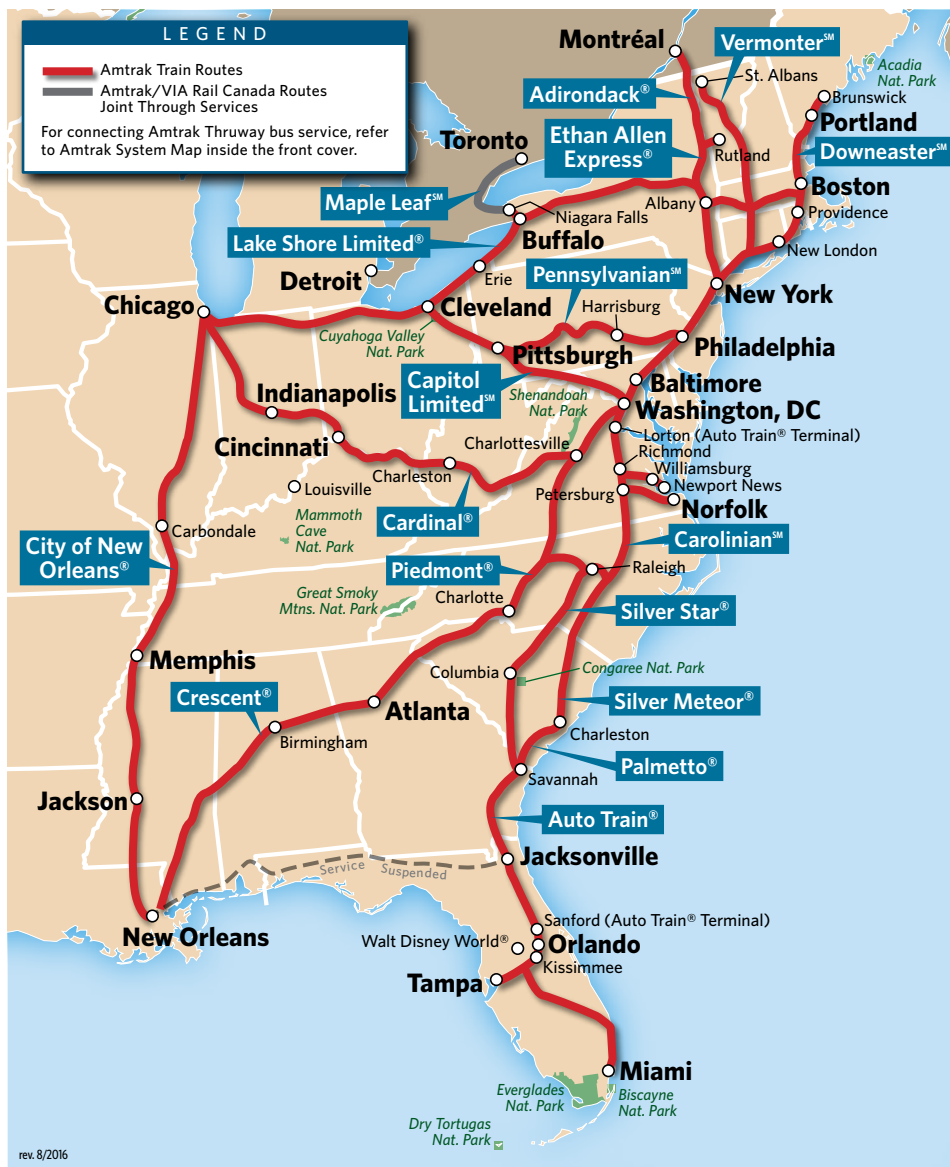 LEGEND
Amtrak Train Routes
Amtrak/VIA Rail Canada Routes
Joint Through Services
For connecting Amtrak Thruway bus service, refer
to Amtrak System Map inside the front cover.
Montréal
Vermonter℠
St. Albans
Acadia
Nat. Park
Adirondack®
Brunswick
Portland
Ethan Allen
Express®
Toronto
Rutland
Downeaster℠
Boston
Maple Leaf℠
Albany
Niagara Falls
Providence
Lake Shore Limited®
Buffalo
New London
Detroit
Erie
Pennsylvanian℠
New York
Chicago
Cleveland
Harrisburg
Cuyahoga Valley
Nat. Park
Pittsburgh
Philadelphia
Capitol
Limited℠
Baltimore
Indianapolis
Shenandoah
Nat. Park
Washington, DC
Cincinnati
Charlottesville
Lorton (Auto Train® Terminal)
Richmond
Williamsburg
Charleston
Louisville
Newport News
Petersburg
Norfolk
Mammoth
Cave
Nat. Park
Cardinal®
Carbondale
City of New
Orleans®
Carolinian℠
Piedmont®
Raleigh
Great Smoky
Mtns. Nat. Park
Charlotte
Silver Star®
Memphis
Columbia
Congaree Nat. Park
Crescent®
Atlanta
Silver Meteor®
Birmingham
Charleston
Palmetto®
Savannah
Jackson
Auto Train®
Jacksonville
Service Suspended
New Orleans
Sanford (Auto Train® Terminal)
Walt Disney World®
Orlando
Kissimmee
Tampa
Miami
Everglades
Nat. Park
Biscayne
Nat. Park
Dry Tortugas
Nat. Park
rev. 8/2016